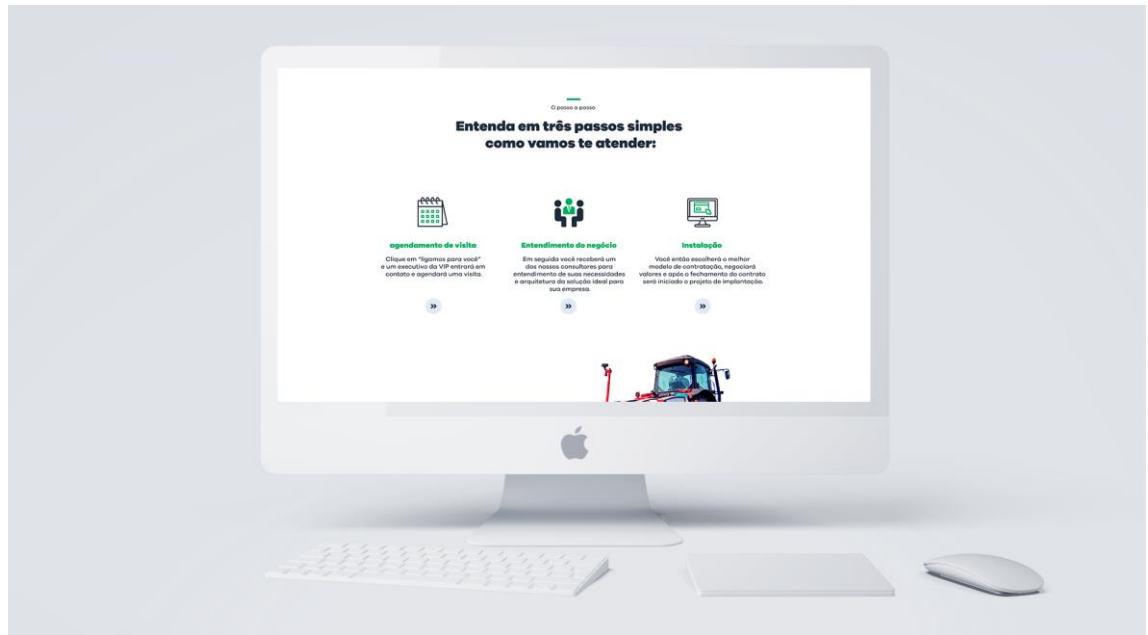 O passo a passo
Entenda em três passos simples
como vamos te atender:
agendamento de visita
Clique em "ligamos para você"
e um executivo da VIP entrará em
contato e agendará uma visita.
Entendimento do negócio
Em seguida você receberá um
dos nossos consultores para
entendimento de suas necessidades
e arquitetura da solução ideal para
sua empresa.
Instalação
Você então escolherá o melhor
modelo de contratação, negociará
valores e após o fechamento do contrato
será iniciado o projeto de implantação.